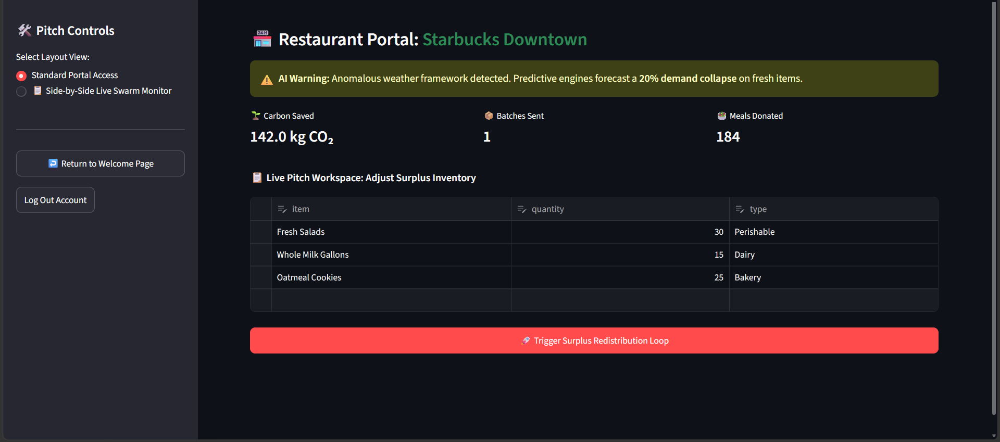 🛠️ Pitch Controls
Select Layout View:
Standard Portal Access
📋 Side-by-Side Live Swarm Monitor
↩️ Return to Welcome Page
Log Out Account
🏪 Restaurant Portal: Starbucks Downtown
⚠️ AI Warning: Anomalous weather framework detected. Predictive engines forecast a 20% demand collapse on fresh items.
🌱 Carbon Saved
142.0 kg CO₂
📦 Batches Sent
1
🥗 Meals Donated
184
📋 Live Pitch Workspace: Adjust Surplus Inventory
item quantity type
Fresh Salads 30 Perishable
Whole Milk Gallons 15 Dairy
Oatmeal Cookies 25 Bakery
🚀 Trigger Surplus Redistribution Loop